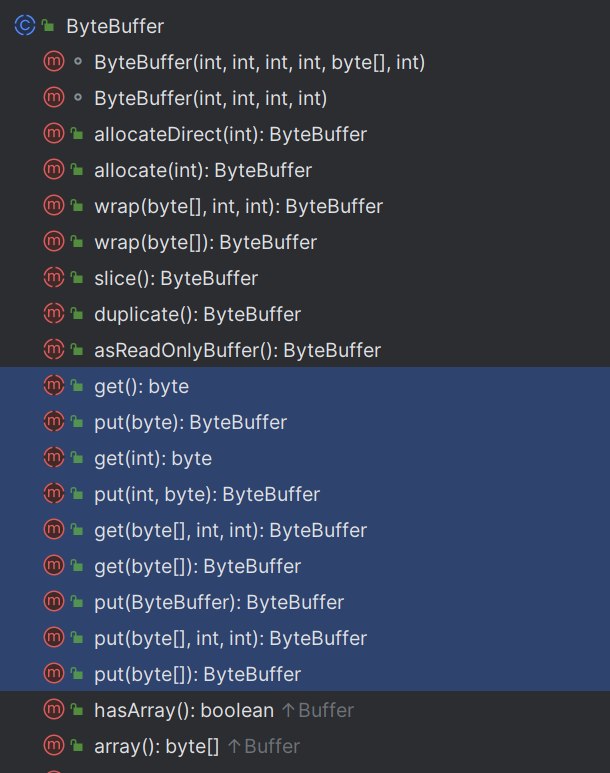 ByteBuffer
ByteBuffer(int, int, int, int, byte[], int)
ByteBuffer(int, int, int, int)
allocateDirect(int): ByteBuffer
allocate(int): ByteBuffer
wrap(byte[], int, int): ByteBuffer
wrap(byte[]): ByteBuffer
slice(): ByteBuffer
duplicate(): ByteBuffer
asReadOnlyBuffer(): ByteBuffer
get(): byte
put(byte): ByteBuffer
get(int): byte
put(int, byte): ByteBuffer
get(byte[], int, int): ByteBuffer
get(byte[]): ByteBuffer
put(ByteBuffer): ByteBuffer
put(byte[], int, int): ByteBuffer
put(byte[]): ByteBuffer
hasArray(): boolean ↑Buffer
array(): byte[] ↑Buffer